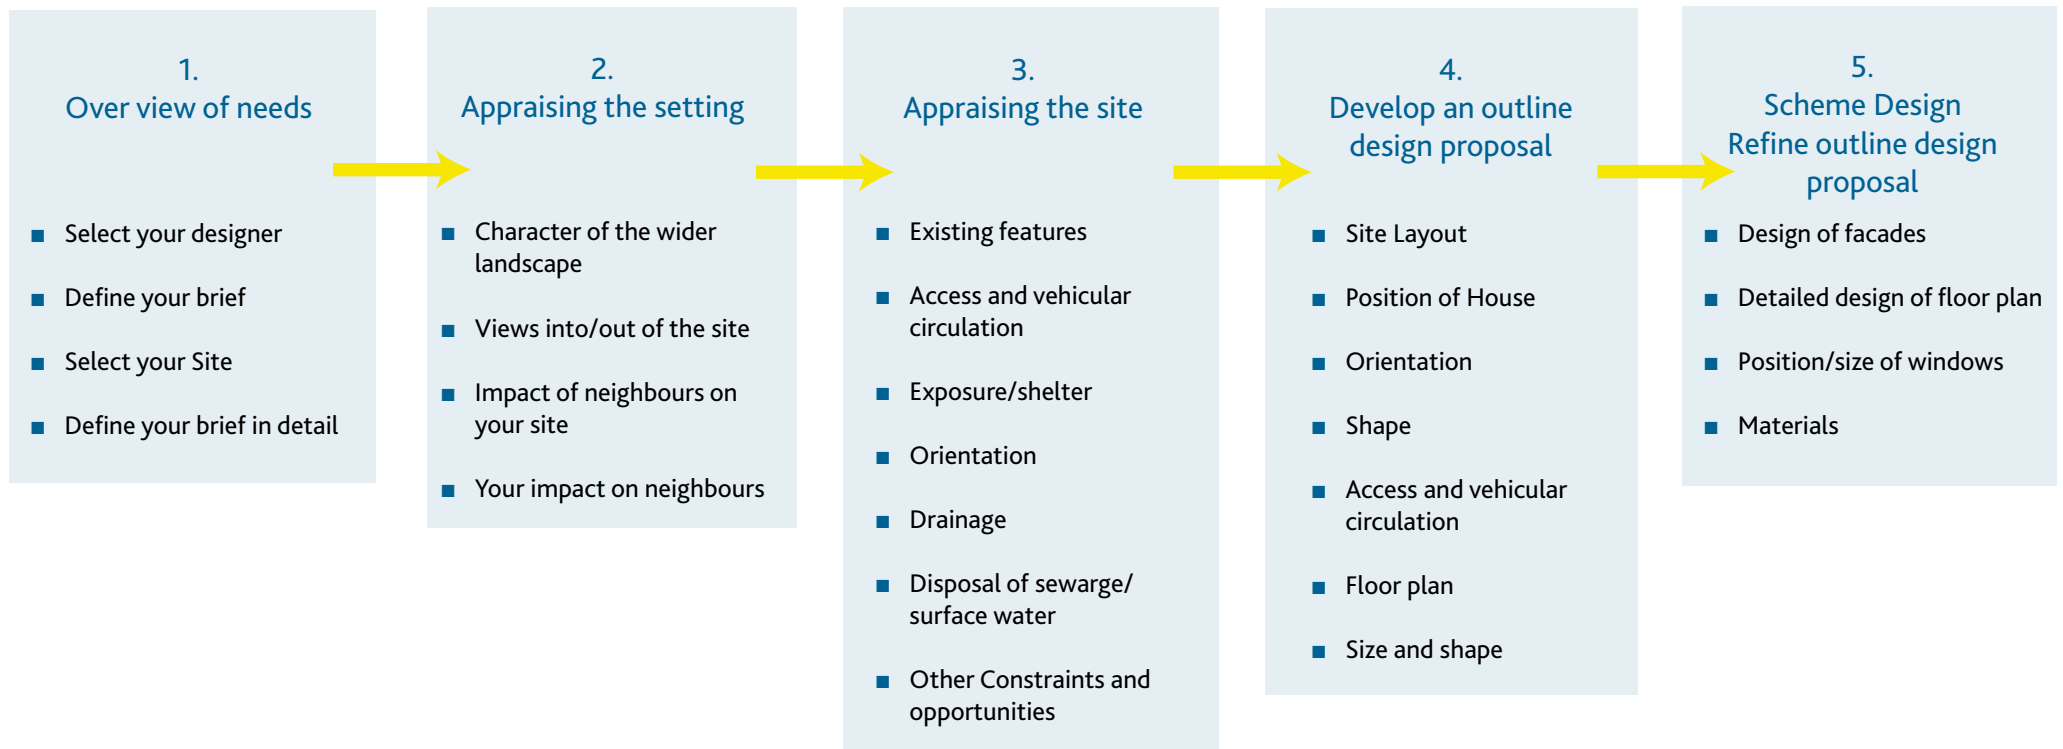 1.
Over view of needs
Select your designer
Define your brief
Select your Site
Define your brief in detail
2.
Appraising the setting
Character of the wider
landscape
Views into/out of the site
Impact of neighbours on
your site
Your impact on neighbours
3.
Appraising the site
Existing features
Access and vehicular
circulation
Exposure/shelter
Orientation
Drainage
Disposal of sewarge/
surface water
Other Constraints and
opportunities
4.
Develop an outline
design proposal
Site Layout
Position of House
Orientation
Shape
Access and vehicular
circulation
Floor plan
Size and shape
5.
Scheme Design
Refine outline design
proposal
Design of facades
Detailed design of floor plan
Position/size of windows
Materials